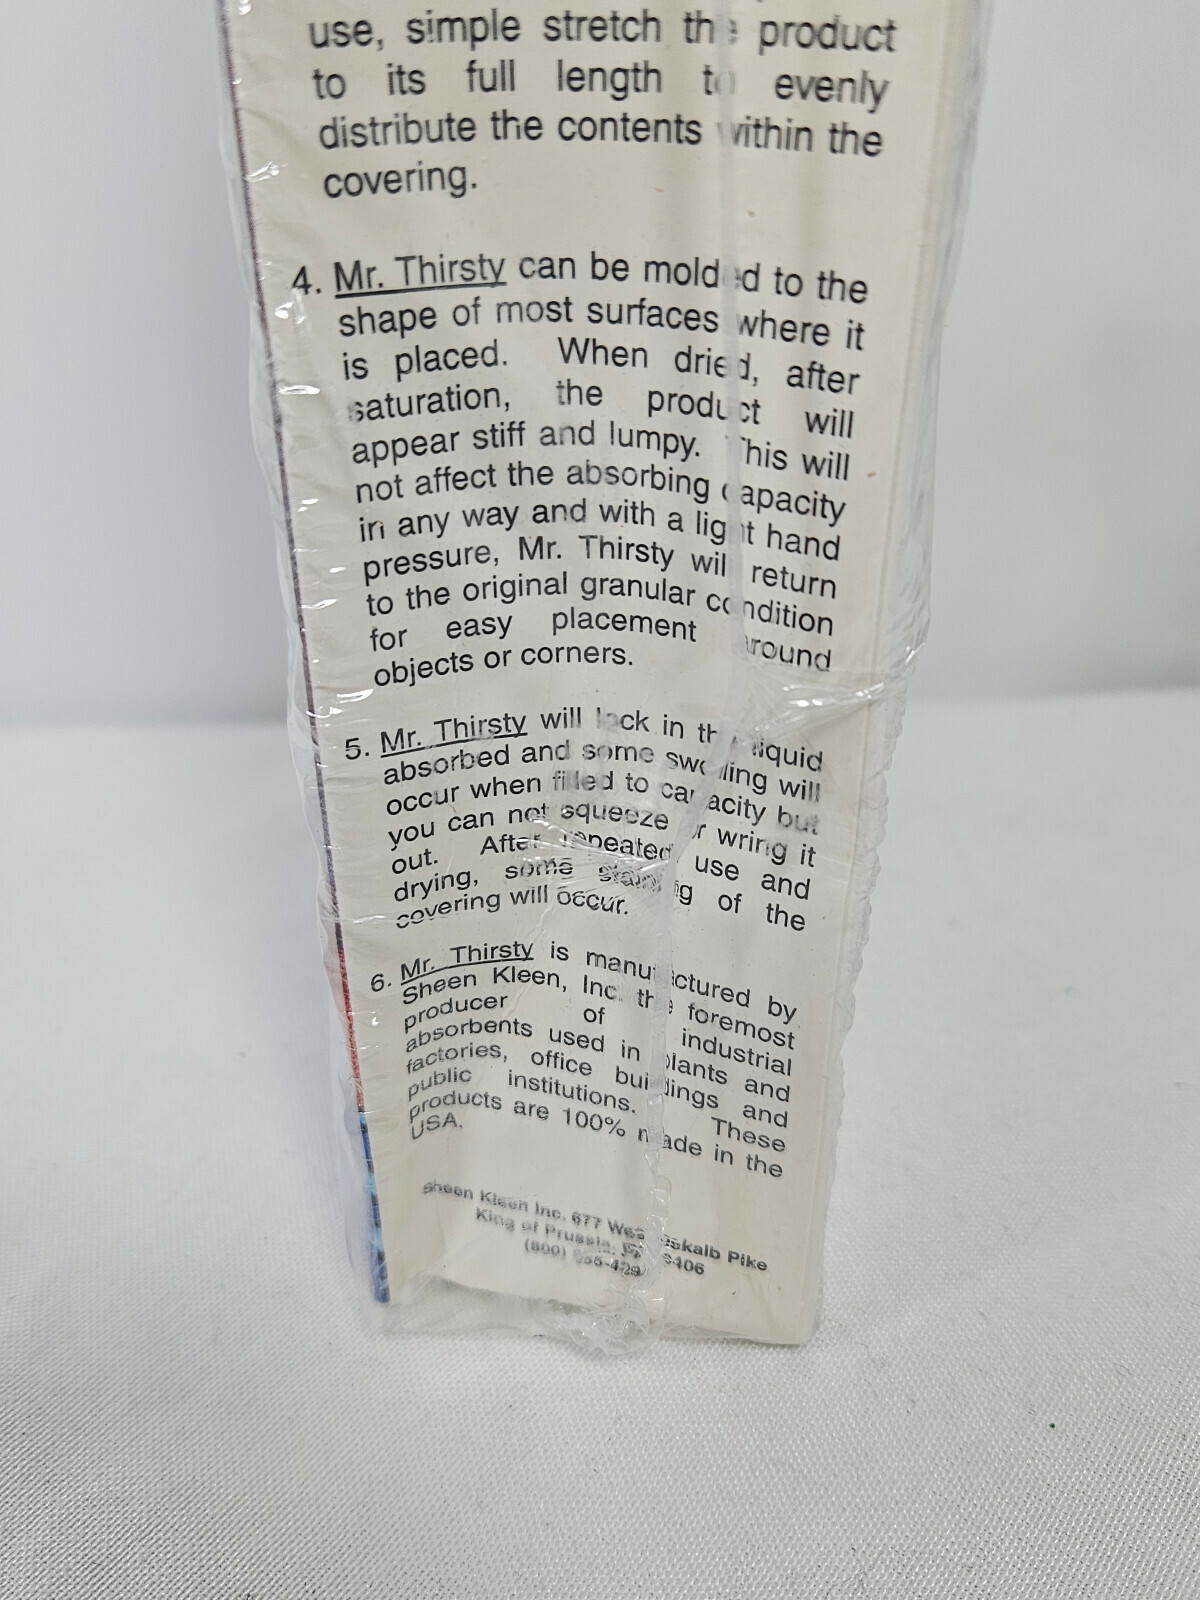 use, simple stretch the product
to its full length to evenly
distribute the contents within the
covering.
4. Mr. Thirsty can be molded to the
shape of most surfaces where it
is placed. When dried, after
saturation, the product will
appear stiff and lumpy. This will
not affect the absorbing capacity
in any way and with a light hand
pressure, Mr. Thirsty will return
to the original granular condition
for easy placement around
objects or corners.
5. Mr. Thirsty will lock in the liquid
absorbed and some swelling will
occur when filled to capacity but
you can not squeeze or wring it
out. After repeated use and
drying, some staining of the
covering will occur.
6. Mr. Thirsty is manufactured by
Sheen Kleen, Inc. the foremost
producer of industrial
absorbents used in plants and
factories, office buildings and
public institutions. These
products are 100% made in the
USA.
Sheen Kleen Inc. 677 West Pike
King of Prussia,
(800)